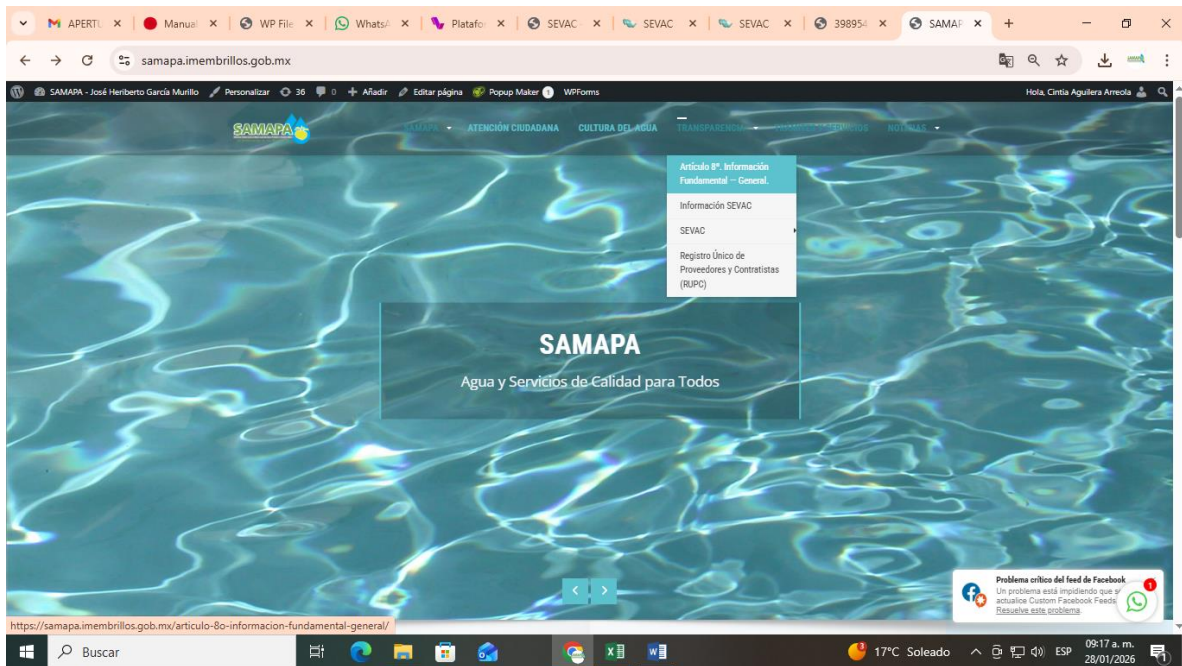 APERTU
Manual
WP File
WhatsA
Platafo
SEVAC -
SEVAC
SEVAC
398954
SAMAP
samapa.imembrillos.gob.mx
SAMAPA - José Heriberto García Murillo
Personalizar
36
0
Añadir
Editar página
Popup Maker 1
WPForms
Hola, Cintia Aguilera Arreola
SAMAPA
SAMAPA
ATENCIÓN CIUDADANA
CULTURA DEL AGUA
TRANSPARENCIA
NOTICIAS
Artículo 8º. Información
Fundamental – General.
Información SEVAC
SEVAC
Registro Único de
Proveedores y Contratistas
(RUPC)
SAMAPA
Agua y Servicios de Calidad para Todos
Problema crítico del feed de Facebook
Un problema está impidiendo que s
actualice Custom Facebook Feeds
Resuelve este problema.
1
https://samapa.imembrillos.gob.mx/articulo-8o-informacion-fundamental-general/
Buscar
17°C Soleado
ESP
09:17 a. m.
28/01/2026
1